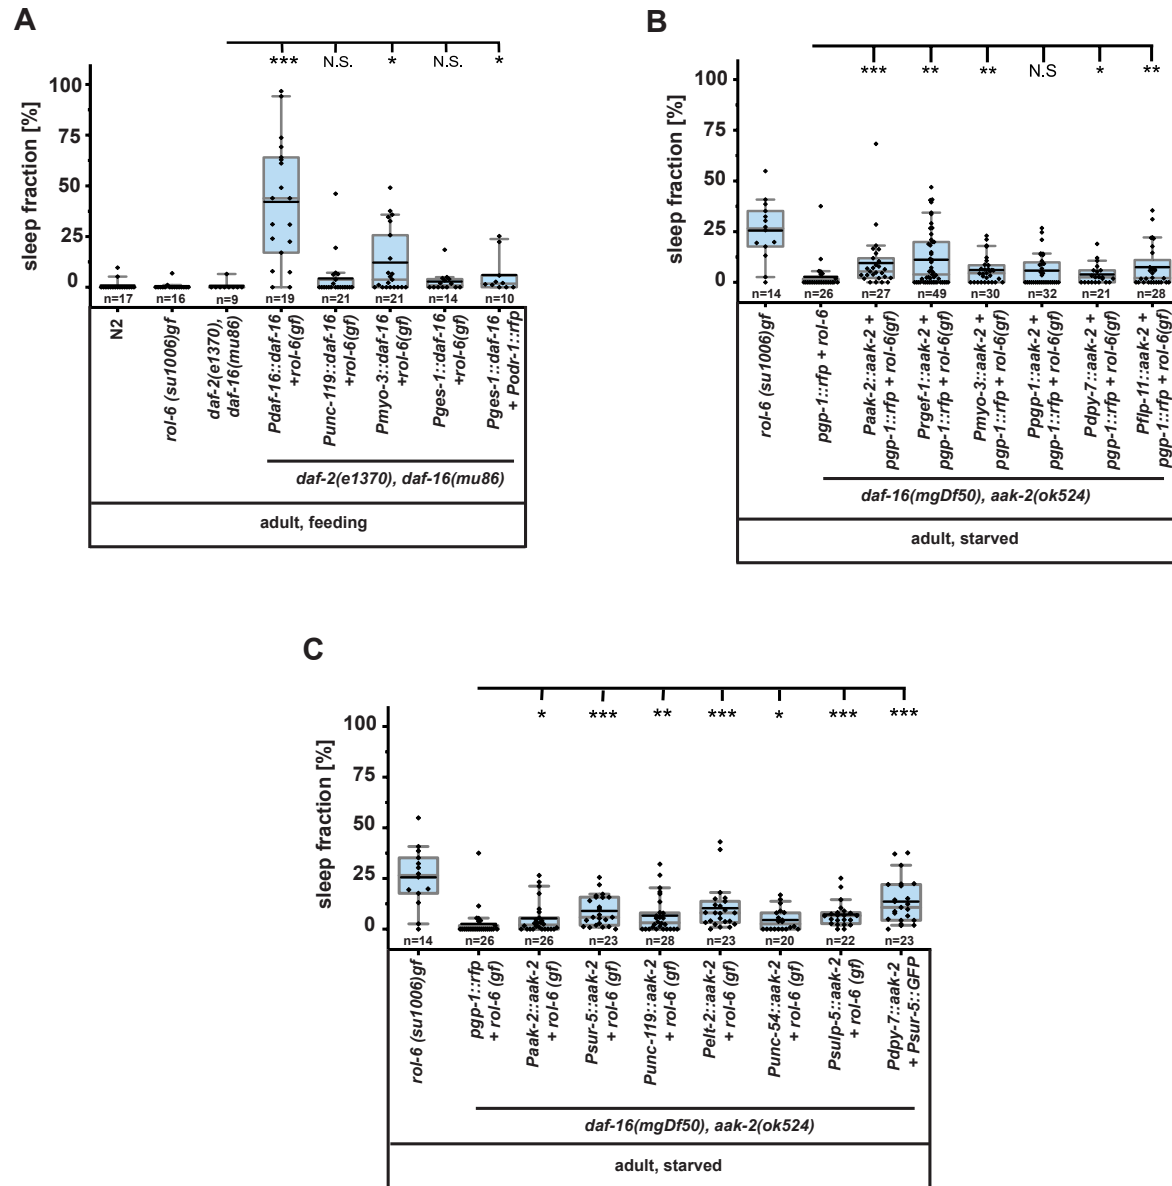 A
*** N.S. * N.S. *
sleep fraction [%]
100
75
50
25
0
n=17 n=16 n=9 n=19 n=21 n=21 n=14 n=10
N2
rol-6 (su1006)gf
daf-2(e1370),
daf-16(mu86)
Pdaf-16::daf-16
+rol-6(gf)
Punc-119::daf-16
+rol-6(gf)
Pmyo-3::daf-16
+rol-6(gf)
Pges-1::daf-16
+rol-6(gf)
Pges-1::daf-16
+ Podr-1::rfp
daf-2(e1370), daf-16(mu86)
adult, feeding
B
*** ** ** N.S * **
sleep fraction [%]
100
75
50
25
0
n=14 n=26 n=27 n=49 n=30 n=32 n=21 n=28
rol-6 (su1006)gf
pgp-1::rfp + rol-6
Paak-2::aak-2 +
pgp-1::rfp + rol-6(gf)
Prgef-1::aak-2 +
pgp-1::rfp + rol-6(gf)
Pmyo-3::aak-2 +
pgp-1::rfp + rol-6(gf)
Ppgp-1::aak-2 +
pgp-1::rfp + rol-6(gf)
Pdpy-7::aak-2 +
pgp-1::rfp + rol-6(gf)
Pflp-11::aak-2 +
pgp-1::rfp + rol-6(gf)
daf-16(mgDf50), aak-2(ok524)
adult, starved
C
* *** ** *** * *** ***
sleep fraction [%]
100
75
50
25
0
n=14 n=26 n=26 n=23 n=28 n=23 n=20 n=22 n=23
rol-6 (su1006)gf
pgp-1::rfp
+ rol-6 (gf)
Paak-2::aak-2
+ rol-6 (gf)
Psur-5::aak-2
+ rol-6 (gf)
Punc-119::aak-2
+ rol-6 (gf)
Pelt-2::aak-2
+ rol-6 (gf)
Punc-54::aak-2
+ rol-6 (gf)
Psulp-5::aak-2
+ rol-6 (gf)
Pdpy-7::aak-2
+ Psur-5::GFP
daf-16(mgDf50), aak-2(ok524)
adult, starved